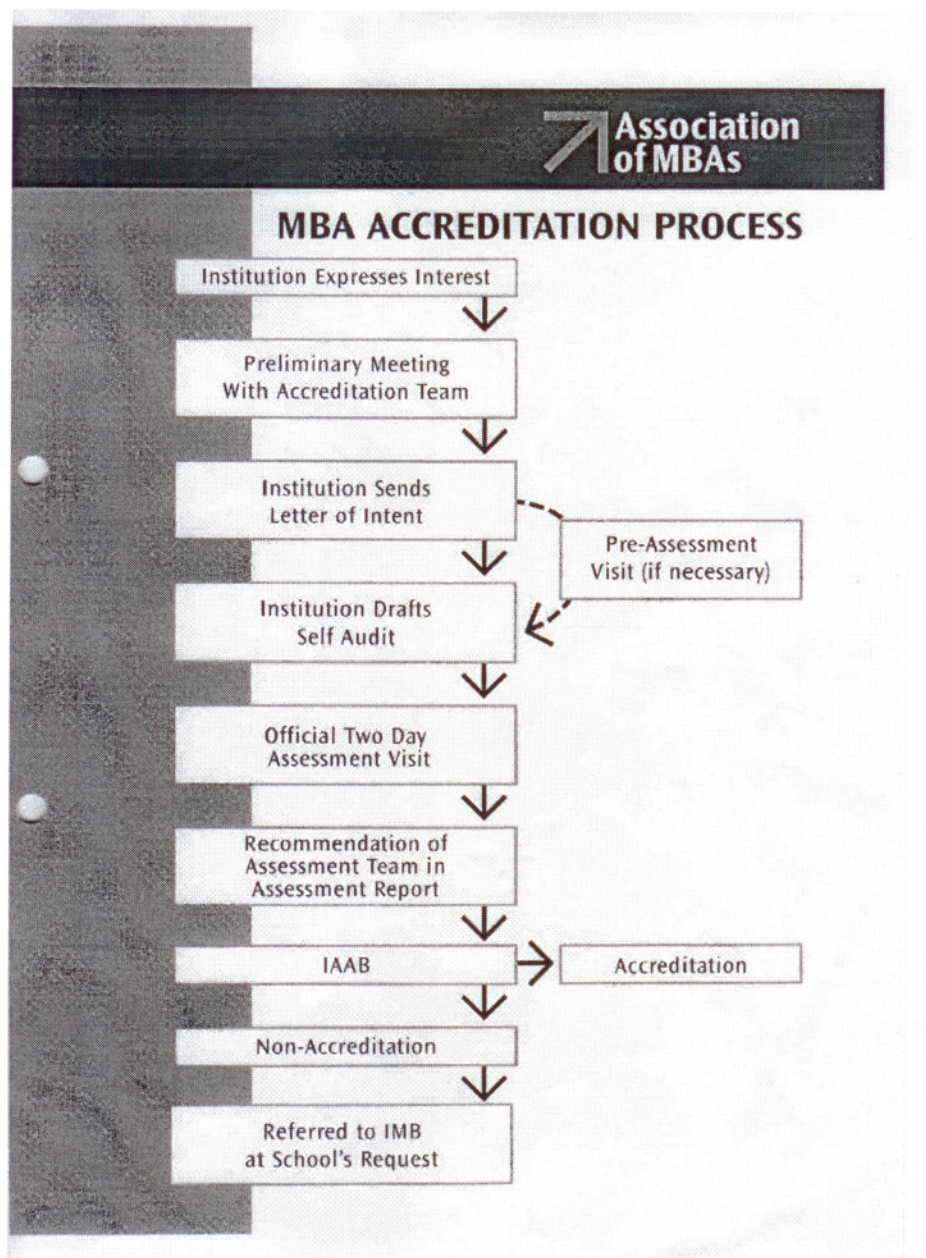 Association
of MBAs
MBA ACCREDITATION PROCESS
Institution Expresses Interest
Preliminary Meeting
With Accreditation Team
Institution Sends
Letter of Intent
Pre-Assessment
Visit (if necessary)
Institution Drafts
Self Audit
Official Two Day
Assessment Visit
Recommendation of
Assessment Team in
Assessment Report
IAAB
Accreditation
Non-Accreditation
Referred to IMB
at School's Request